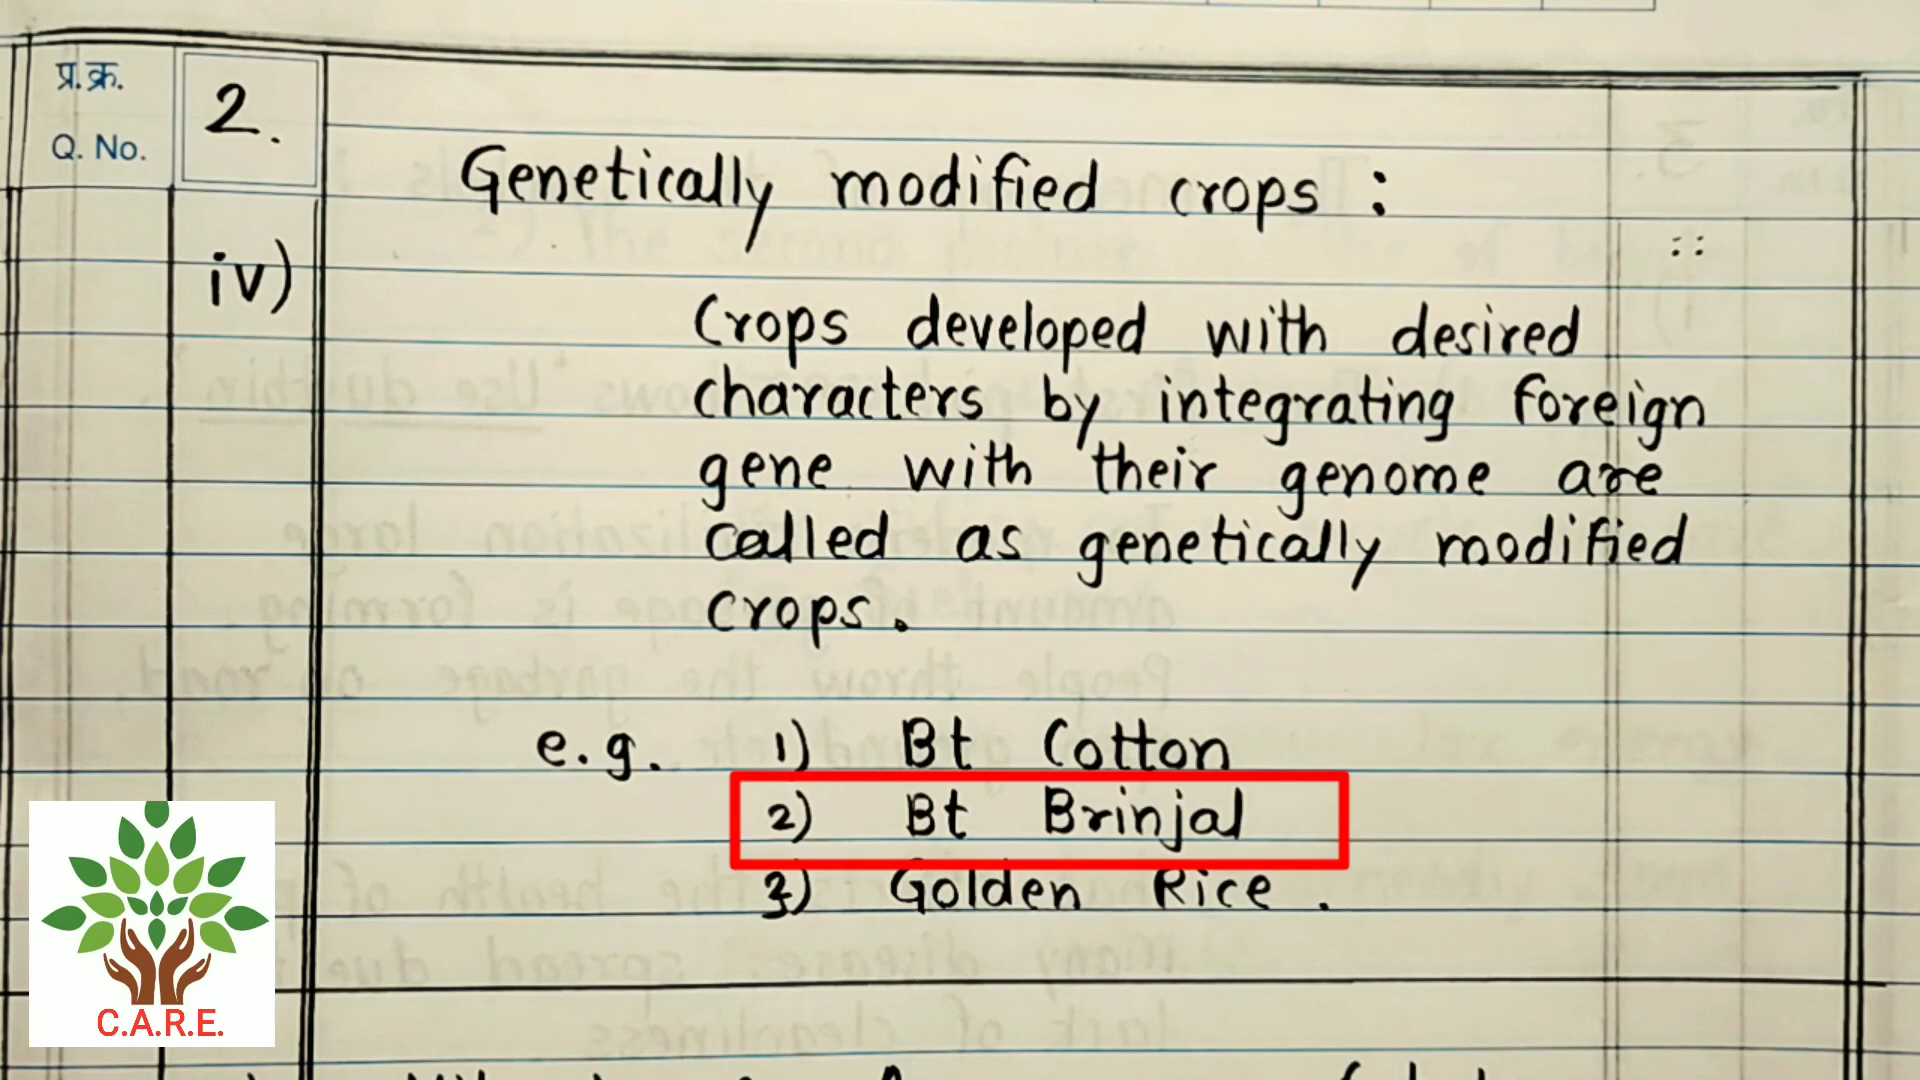 प्र.क्र.
Q. No.
2.
Genetically modified crops :
iv)
Crops developed with desired
characters by integrating foreign
gene with their genome are
called as genetically modified
crops.
e.g. 1) Bt Cotton
2) Bt Brinjal
3) Golden Rice .
C.A.R.E.